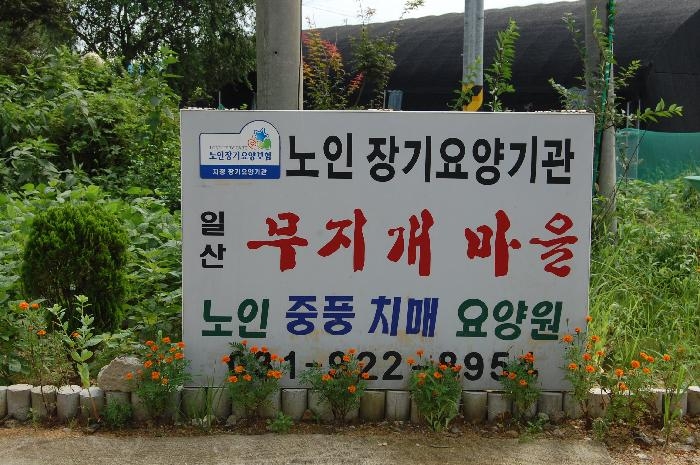 노인장기요양보험
지정 장기요양기관
노인 장기요양기관
일산 무지개 마을
노인 중풍 치매 요양원